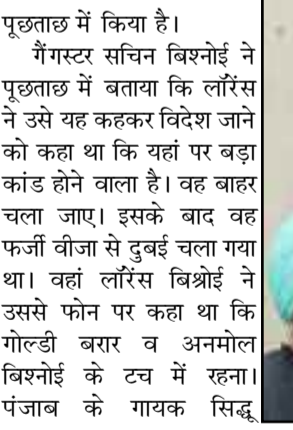 पूछताछ में किया है।
गैंगस्टर सचिन बिश्नोई ने
पूछताछ में बताया कि लॉरेंस
ने उसे यह कहकर विदेश जाने
को कहा था कि यहां पर बड़ा
कांड होने वाला है। वह बाहर
चला जाए। इसके बाद वह
फर्जी वीजा से दुबई चला गया
था। वहां लॉरेंस बिश्नोई ने
उससे फोन पर कहा था कि
गोल्डी बरार व अनमोल
बिश्नोई के टच में रहना।
पंजाब के गायक सिद्धू